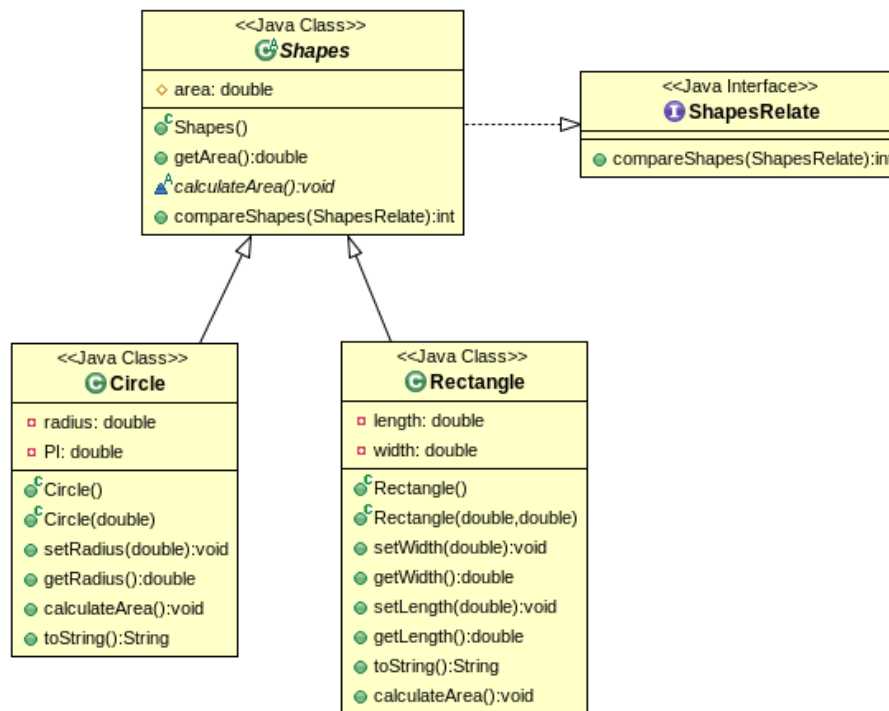 <<Java Class>>
Shapes
area: double
Shapes()
getArea():double
calculateArea():void
compareShapes(ShapesRelate):int
<<Java Interface>>
ShapesRelate
compareShapes(ShapesRelate):int
<<Java Class>>
Circle
radius: double
PI: double
Circle()
Circle(double)
setRadius(double):void
getRadius():double
calculateArea():void
toString():String
<<Java Class>>
Rectangle
length: double
width: double
Rectangle()
Rectangle(double,double)
setWidth(double):void
getWidth():double
setLength(double):void
getLength():double
toString():String
calculateArea():void